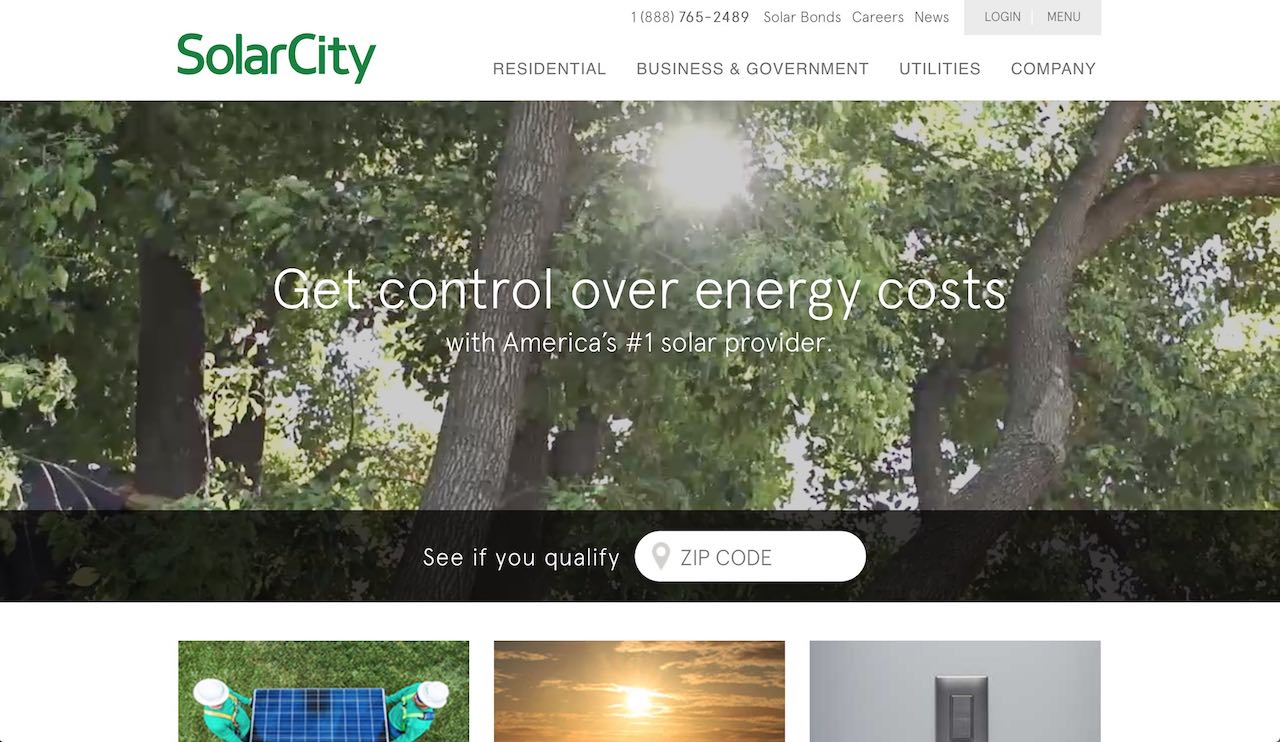 1 (888) 765-2489 Solar Bonds Careers News LOGIN MENU
SolarCity
RESIDENTIAL BUSINESS & GOVERNMENT UTILITIES COMPANY
Get control over energy costs
with America’s #1 solar provider.
See if you qualify ZIP CODE